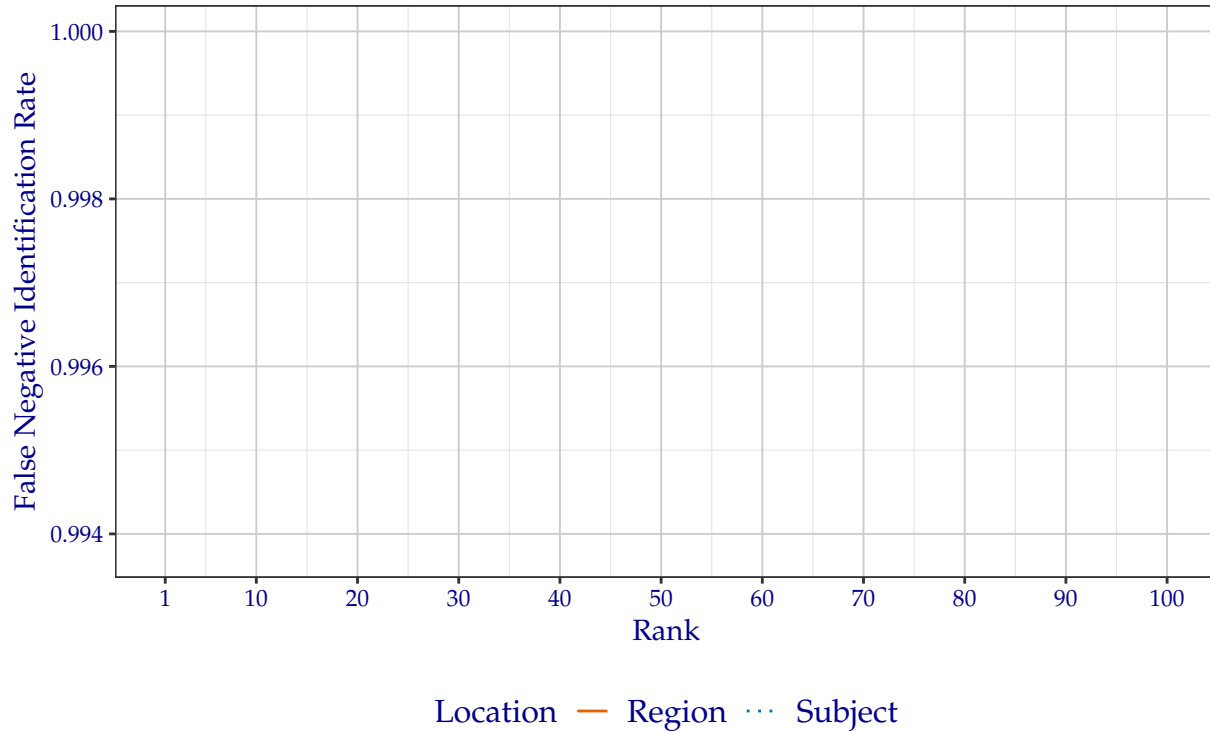 False Negative Identification Rate
1.000
0.998
0.996
0.994
1 10 20 30 40 50 60 70 80 90 100
Rank
Location Region Subject